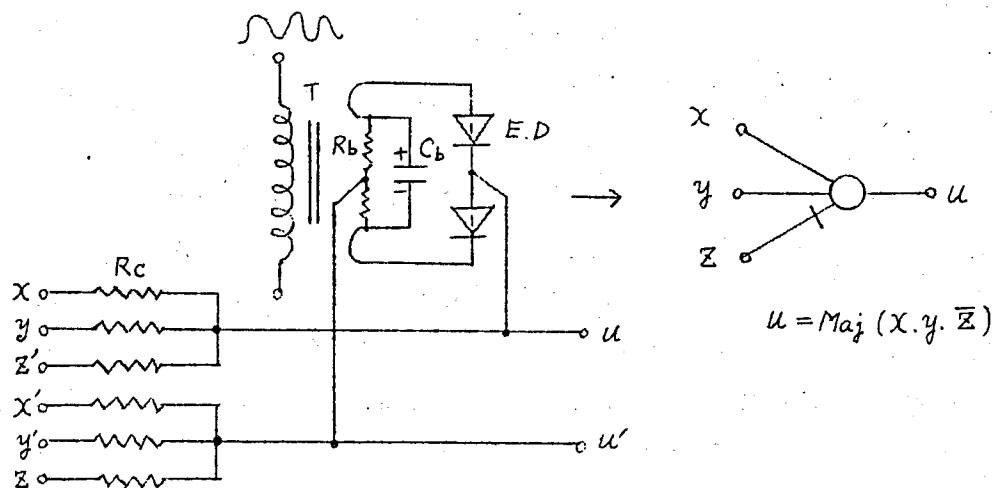 T
Rb
+
Cb
-
E.D
Rc
x
y
z'
x'
y'
z
u
u'
→
x
y
z
u
u = Maj (x.y.z̅)